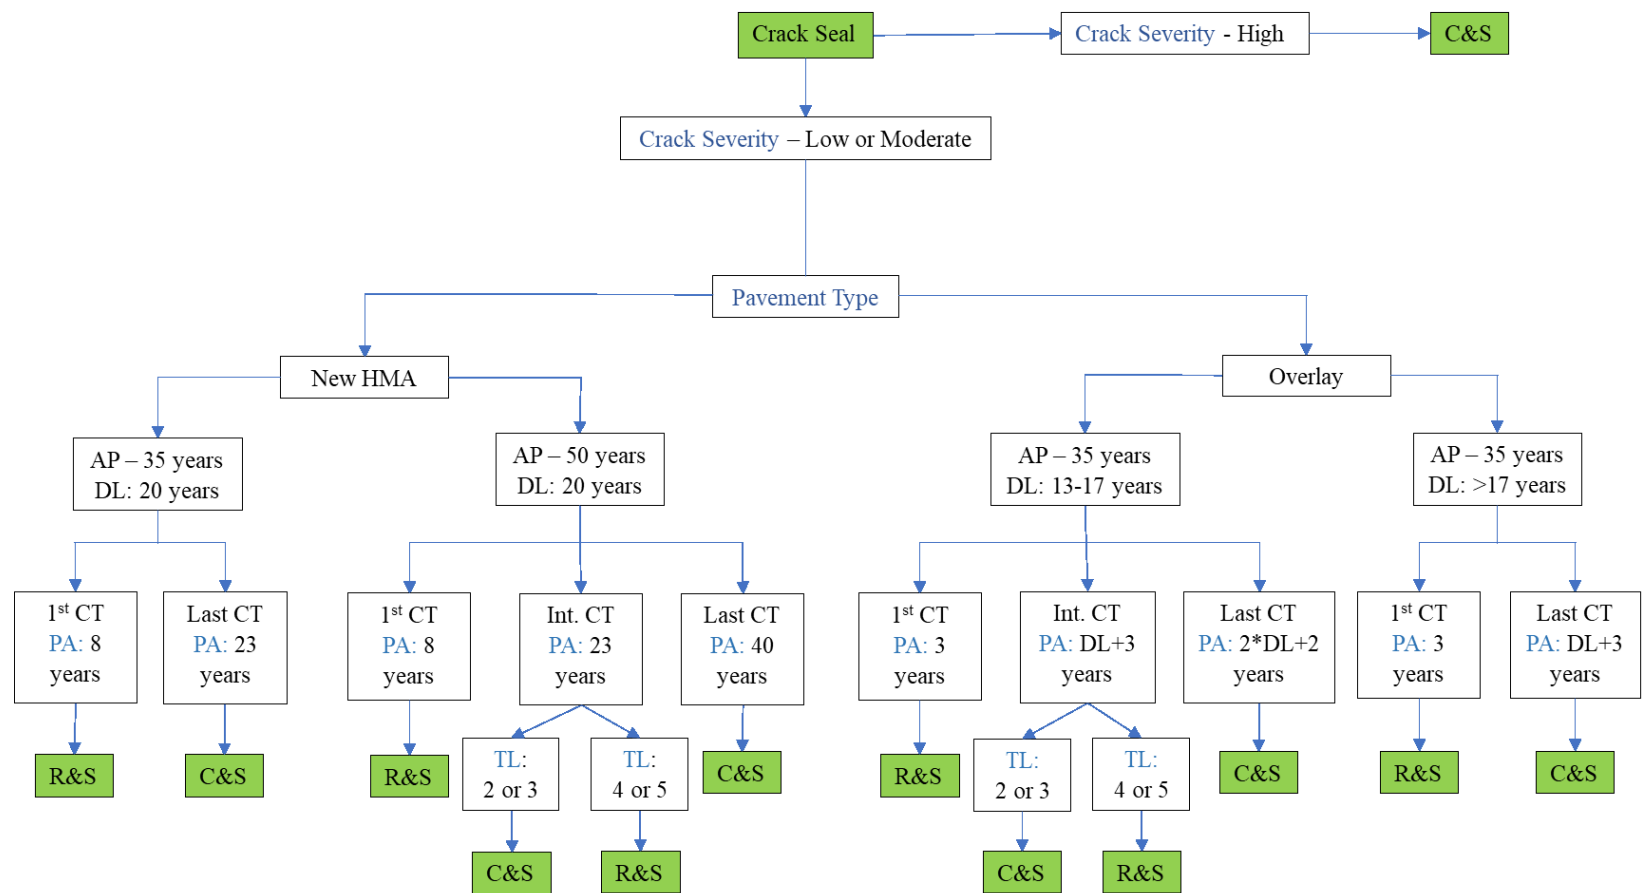 Crack Seal
Crack Severity - High
C&S
Crack Severity – Low or Moderate
Pavement Type
New HMA
Overlay
AP – 35 years
DL: 20 years
AP – 50 years
DL: 20 years
AP – 35 years
DL: 13-17 years
AP – 35 years
DL: >17 years
1st CT
PA: 8
years
Last CT
PA: 23
years
1st CT
PA: 8
years
Int. CT
PA: 23
years
Last CT
PA: 40
years
1st CT
PA: 3
years
Int. CT
PA: DL+3
years
Last CT
PA: 2*DL+2
years
1st CT
PA: 3
years
Last CT
PA: DL+3
years
R&S
C&S
R&S
TL:
2 or 3
TL:
4 or 5
C&S
R&S
TL:
2 or 3
TL:
4 or 5
C&S
R&S
C&S
C&S
R&S
C&S
R&S